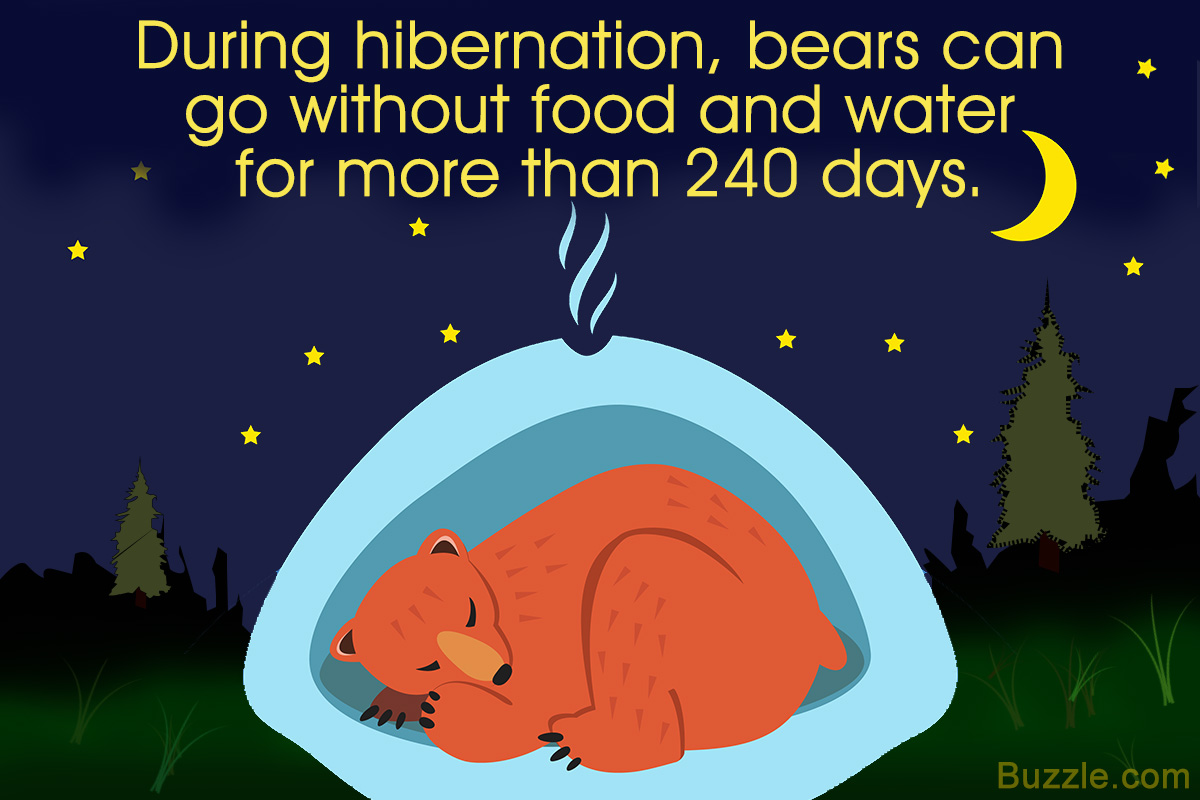 During hibernation, bears can
go without food and water
for more than 240 days.
Buzzle.com